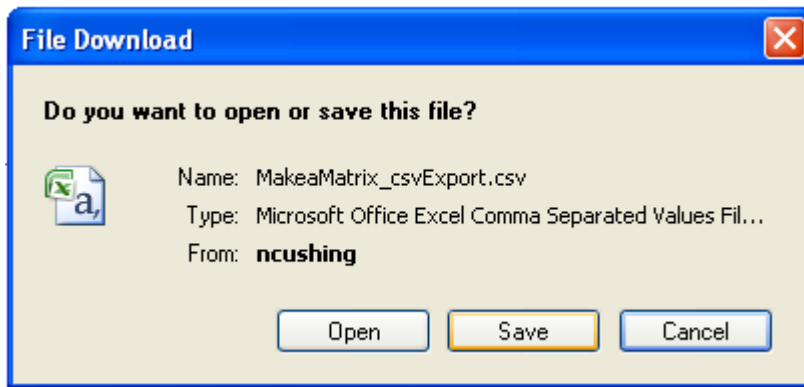 File Download
Do you want to open or save this file?
Name: MakeaMatrix_csvExport.csv
Type: Microsoft Office Excel Comma Separated Values Fil...
From: ncushing
Open Save Cancel